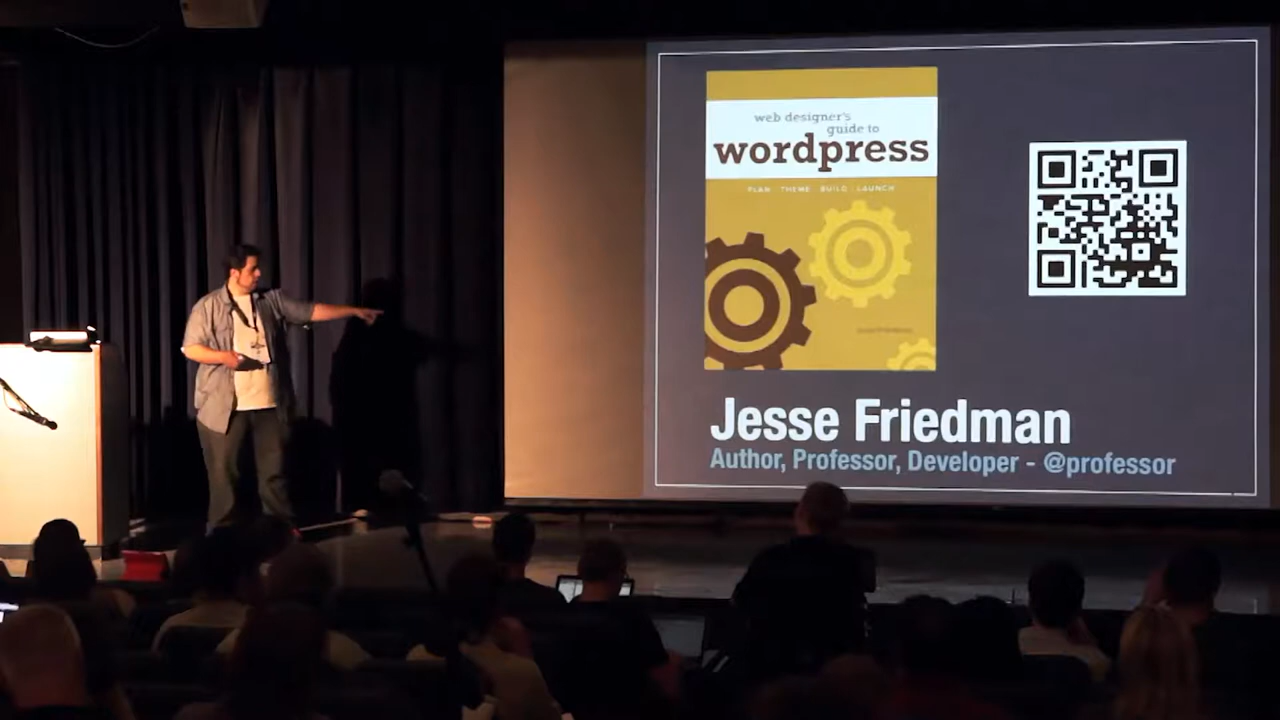 web designer's
guide to
wordpress
PLAN THEME BUILD LAUNCH
Jesse Friedman
Author, Professor, Developer - @professor